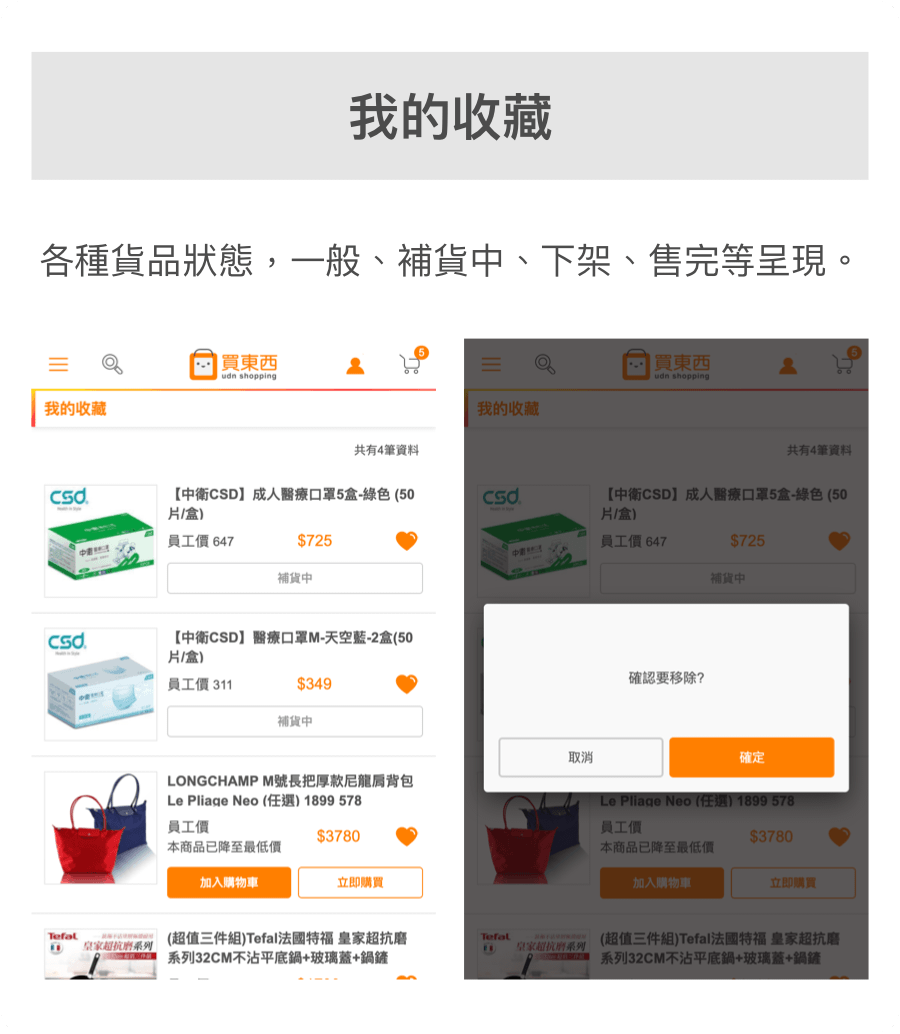 我的收藏
各種貨品狀態，一般、補貨中、下架、售完等呈現。
買東西
5
udn shopping
我的收藏
共有4筆資料
csd
【中衛CSD】成人醫療口罩5盒-綠色 (50
片/盒)
員工價 647
$725
補貨中
csd
【中衛CSD】醫療口罩M-天空藍-2盒(50
片/盒)
員工價 311
$349
補貨中
LONGCHAMP M號長把厚款尼龍肩背包
Le Pliage Neo (任選) 1899 578
員工價
本商品已降至最低價
$3780
加入購物車
立即購買
Tefal
皇家超抗磨系列
(超值三件組)Tefal法國特福 皇家超抗磨
系列32CM不沾平底鍋+玻璃蓋+鍋鏟
買東西
5
udn shopping
我的收藏
共有4筆資料
csd
【中衛CSD】成人醫療口罩5盒-綠色 (50
片/盒)
員工價 647
$725
補貨中
確認要移除?
取消
確定
Le Pliage Neo (任選) 1899 578
員工價
本商品已降至最低價
$3780
加入購物車
立即購買
Tefal
皇家超抗磨系列
(超值三件組)Tefal法國特福 皇家超抗磨
系列32CM不沾平底鍋+玻璃蓋+鍋鏟